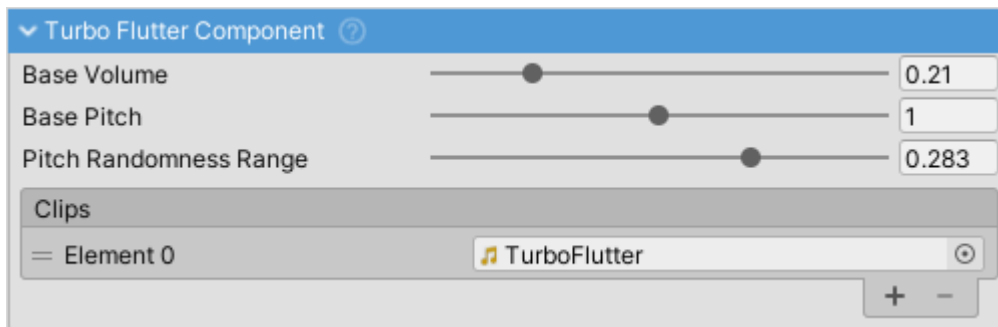 Turbo Flutter Component
Base Volume 0.21
Base Pitch 1
Pitch Randomness Range 0.283
Clips
Element 0 TurboFlutter